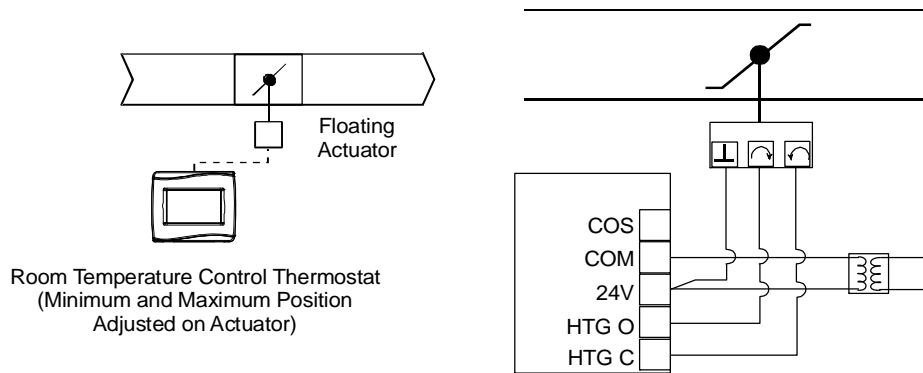 Floating
Actuator
Room Temperature Control Thermostat
(Minimum and Maximum Position
Adjusted on Actuator)
COS
COM
24V
HTG O
HTG C